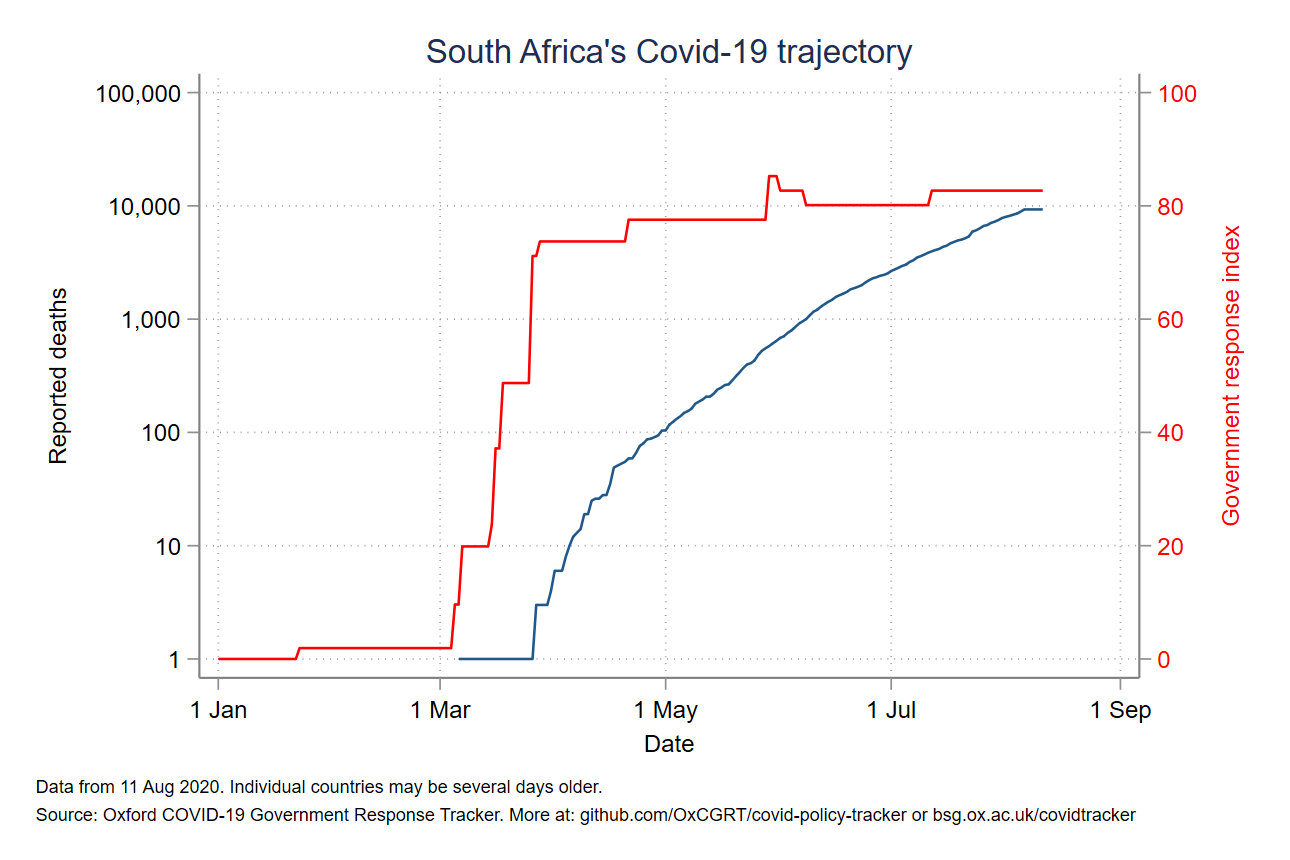 South Africa's Covid-19 trajectory
100,000
10,000
1,000
100
10
1
Reported deaths
100
80
60
40
20
0
Government response index
1 Jan
1 Mar
1 May
1 Jul
1 Sep
Date
Data from 11 Aug 2020. Individual countries may be several days older.
Source: Oxford COVID-19 Government Response Tracker. More at: github.com/OxCGRT/covid-policy-tracker or bsg.ox.ac.uk/covidtracker